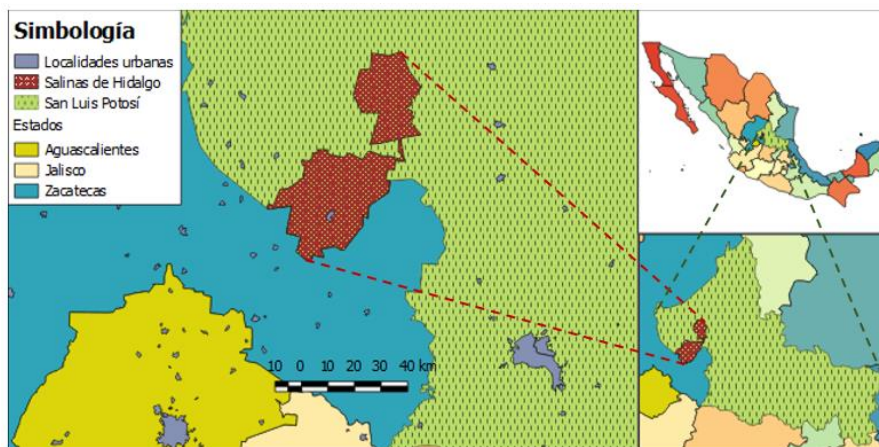 Simbología
Localidades urbanas
Salinas de Hidalgo
San Luis Potosí
Estados
Aguascalientes
Jalisco
Zacatecas
10 0 10 20 30 40 km